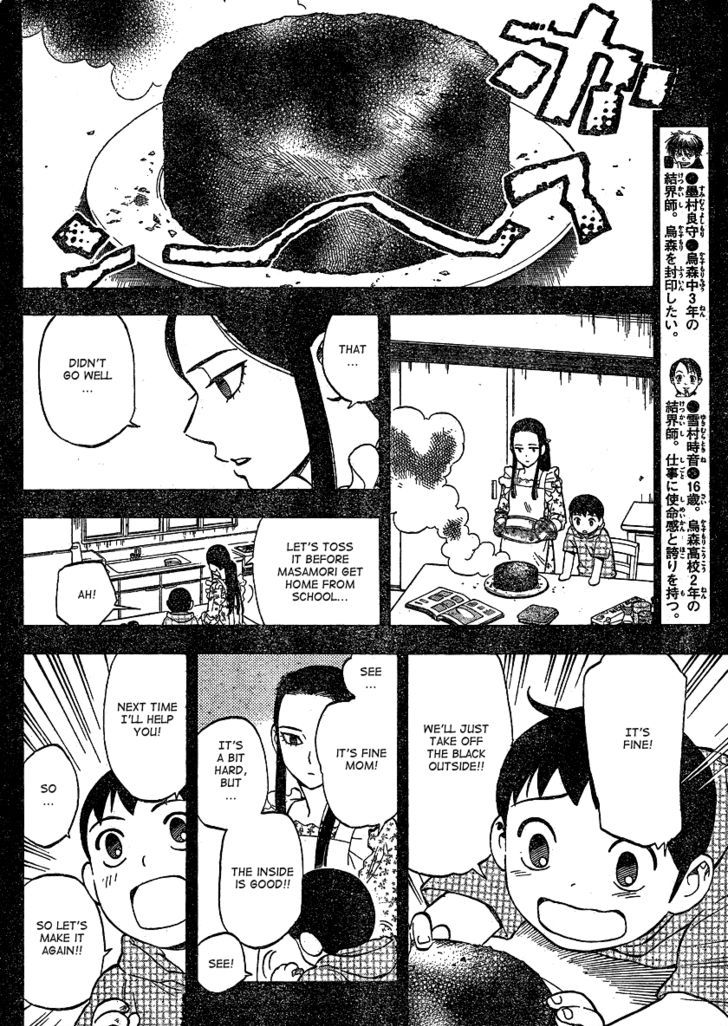 ボ
ス
墨村良守 烏森中3年の
結界師。烏森を封印したい。
雪村時音 16歳。烏森高校2年の
結界師。仕事に使命感と誇りを持つ。
THAT
...
DIDN'T
GO WELL
...
LET'S TOSS
IT BEFORE
MASAMORI GET
HOME FROM
SCHOOL...
AH!
IT'S
FINE!
WE'LL JUST
TAKE OFF
THE BLACK
OUTSIDE!!
SEE
...
IT'S FINE
MOM!
IT'S
A BIT
HARD,
BUT
...
THE INSIDE
IS GOOD!!
SEE!
NEXT TIME
I'LL HELP
YOU!
SO
...
SO LET'S
MAKE IT
AGAIN!!